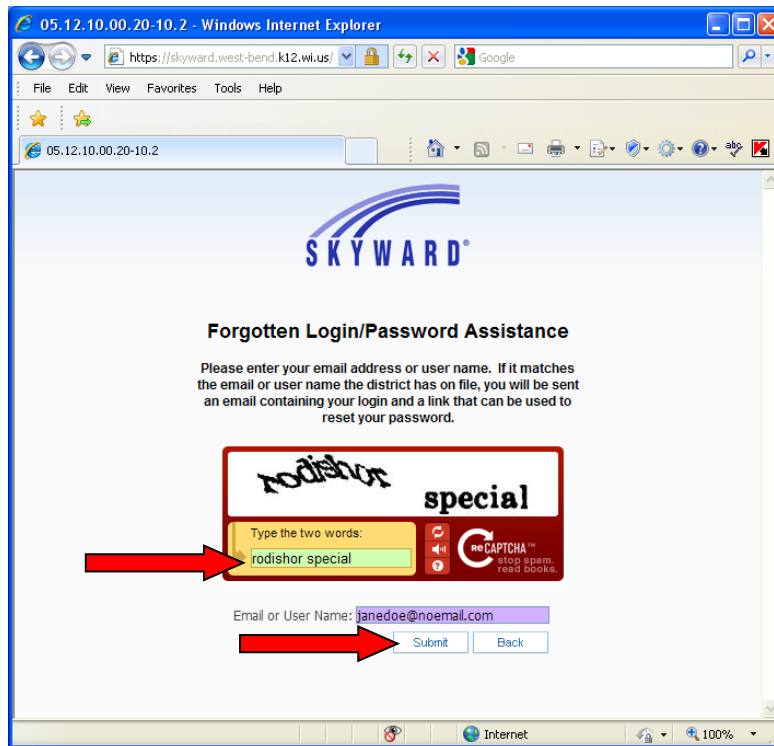 05.12.10.00.20-10.2 - Windows Internet Explorer
https://skyward.west-bend.k12.wi.us/
Google
File Edit View Favorites Tools Help
05.12.10.00.20-10.2
SKYWARD®
Forgotten Login/Password Assistance
Please enter your email address or user name. If it matches
the email or user name the district has on file, you will be sent
an email containing your login and a link that can be used to
reset your password.
special
Type the two words:
rodishor special
reCAPTCHA™
stop spam.
read books.
Email or User Name: janedoe@noemail.com
Submit Back
Internet 100%